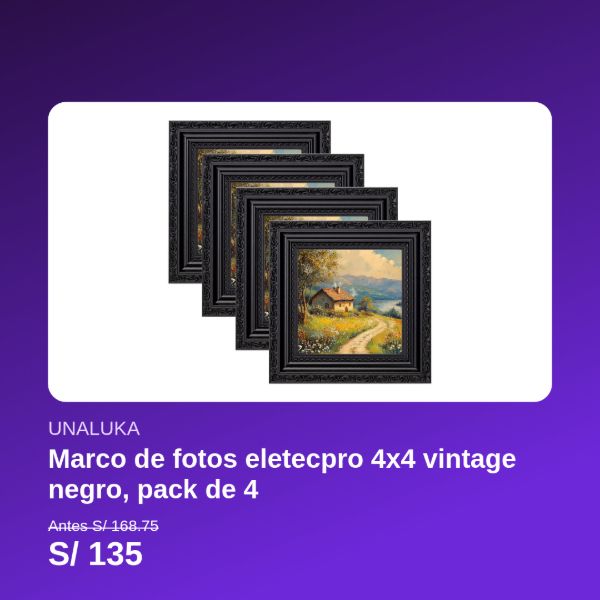 UNALUKA
Marco de fotos eletecpro 4x4 vintage
negro, pack de 4
Antes S/ 168.75
S/ 135